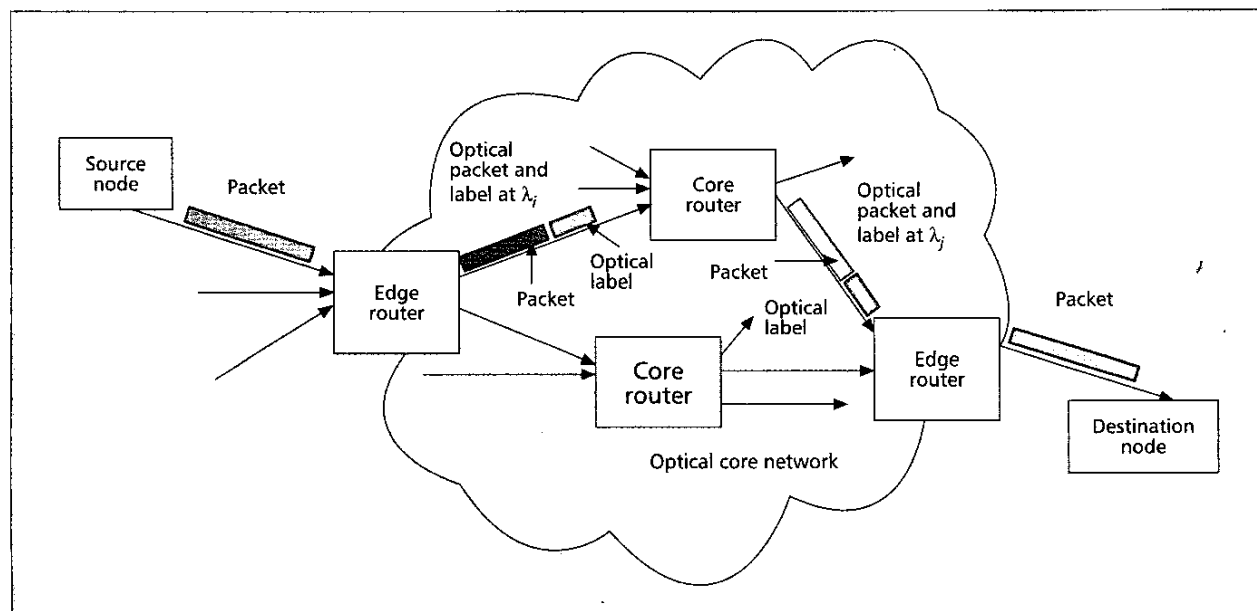 Source
node
Packet
Optical
packet and
label at λi
Core
router
Optical
packet and
label at λj
Edge
router
Packet
Optical
label
Packet
Optical
label
Core
router
Edge
router
Packet
Destination
node
Optical core network